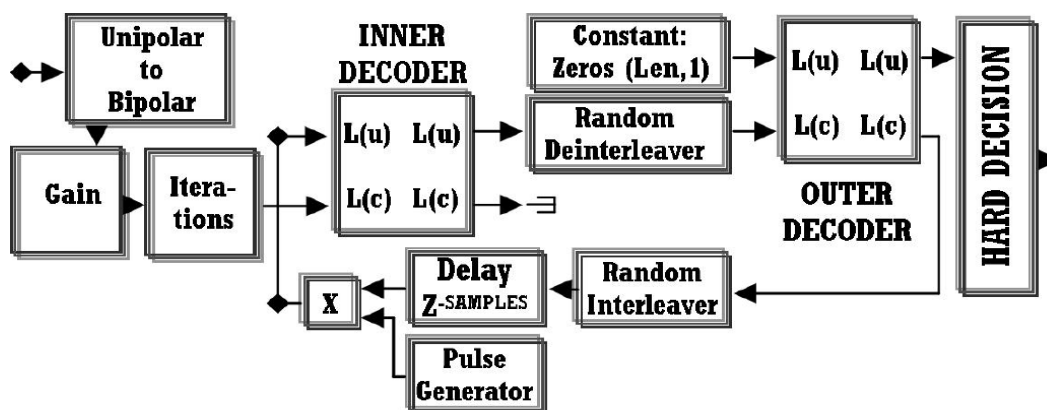 Unipolar
to
Bipolar
Gain
Itera-
tions
INNER
DECODER
L(u) L(u)
L(c) L(c)
Constant:
Zeros (Len,1)
Random
Deinterleaver
L(u) L(u)
L(c) L(c)
OUTER
DECODER
HARD DECISION
X
Delay
Z-SAMPLES
Random
Interleaver
Pulse
Generator